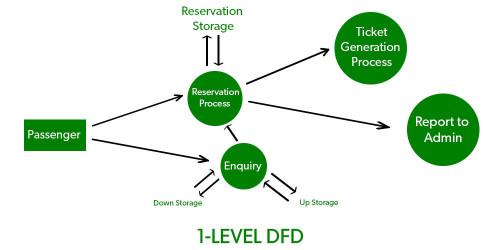 Reservation
Storage
Ticket
Generation
Process
Reservation
Process
Report to
Admin
Passenger
Enquiry
Down Storage
Up Storage
1-LEVEL DFD